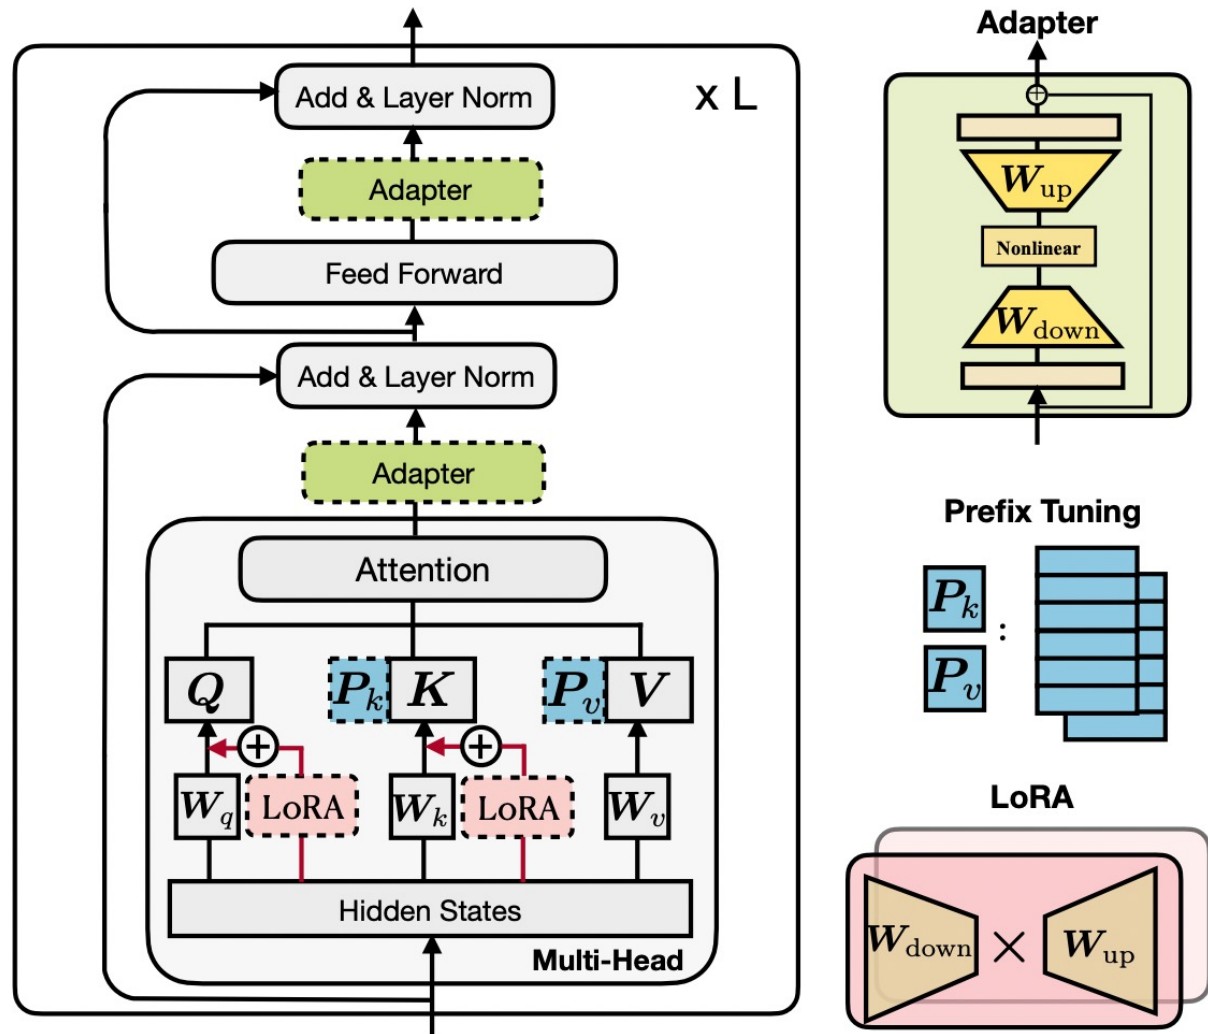 Add & Layer Norm
x L
Adapter
Feed Forward
Add & Layer Norm
Adapter
Attention
Q
P_k
K
P_v
V
+
+
W_q
LoRA
W_k
LoRA
W_v
Hidden States
Multi-Head
Adapter
+
W_up
Nonlinear
W_down
Prefix Tuning
P_k
:
P_v
LoRA
W_down × W_up